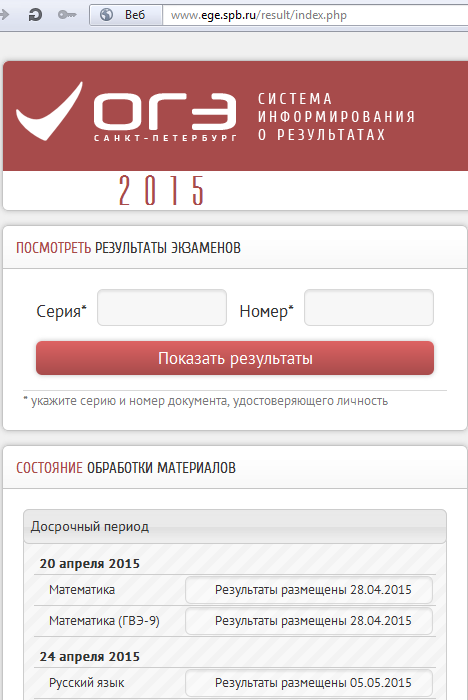 Веб
www.ege.spb.ru/result/index.php
ОГЭ
САНКТ-ПЕТЕРБУРГ
СИСТЕМА
ИНФОРМИРОВАНИЯ
О РЕЗУЛЬТАТАХ
2015
ПОСМОТРЕТЬ РЕЗУЛЬТАТЫ ЭКЗАМЕНОВ
Серия* Номер*
Показать результаты
* укажите серию и номер документа, удостоверяющего личность
СОСТОЯНИЕ ОБРАБОТКИ МАТЕРИАЛОВ
Досрочный период
20 апреля 2015
Математика Результаты размещены 28.04.2015
Математика (ГВЭ-9) Результаты размещены 28.04.2015
24 апреля 2015
Русский язык Результаты размещены 05.05.2015